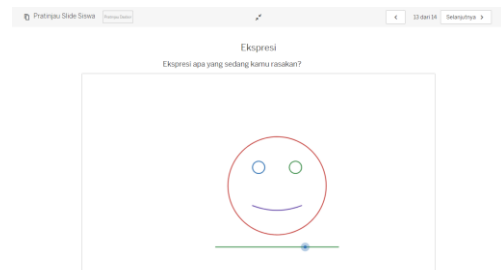 Pratinjau Slide Siswa
13 dari 14
Selanjutnya
Ekspresi
Ekspresi apa yang sedang kamu rasakan?